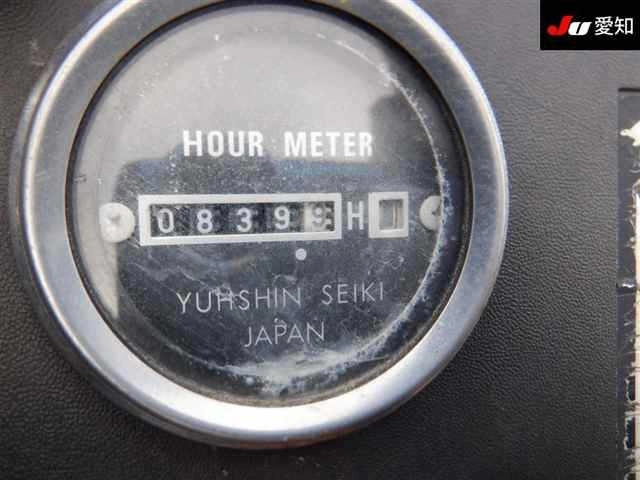 JU 愛知
HOUR METER
08399 H
YUHSHIN SEIKI
JAPAN